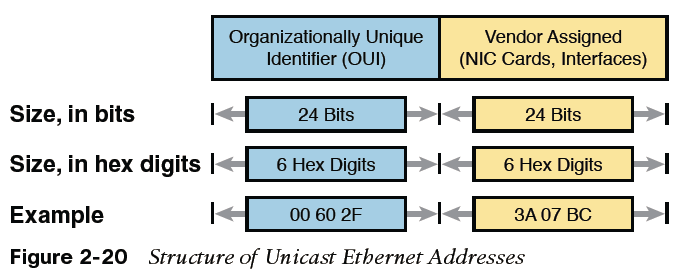 Organizationally Unique
Identifier (OUI)
Vendor Assigned
(NIC Cards, Interfaces)
Size, in bits
24 Bits
24 Bits
Size, in hex digits
6 Hex Digits
6 Hex Digits
Example
00 60 2F
3A 07 BC
Figure 2-20 Structure of Unicast Ethernet Addresses